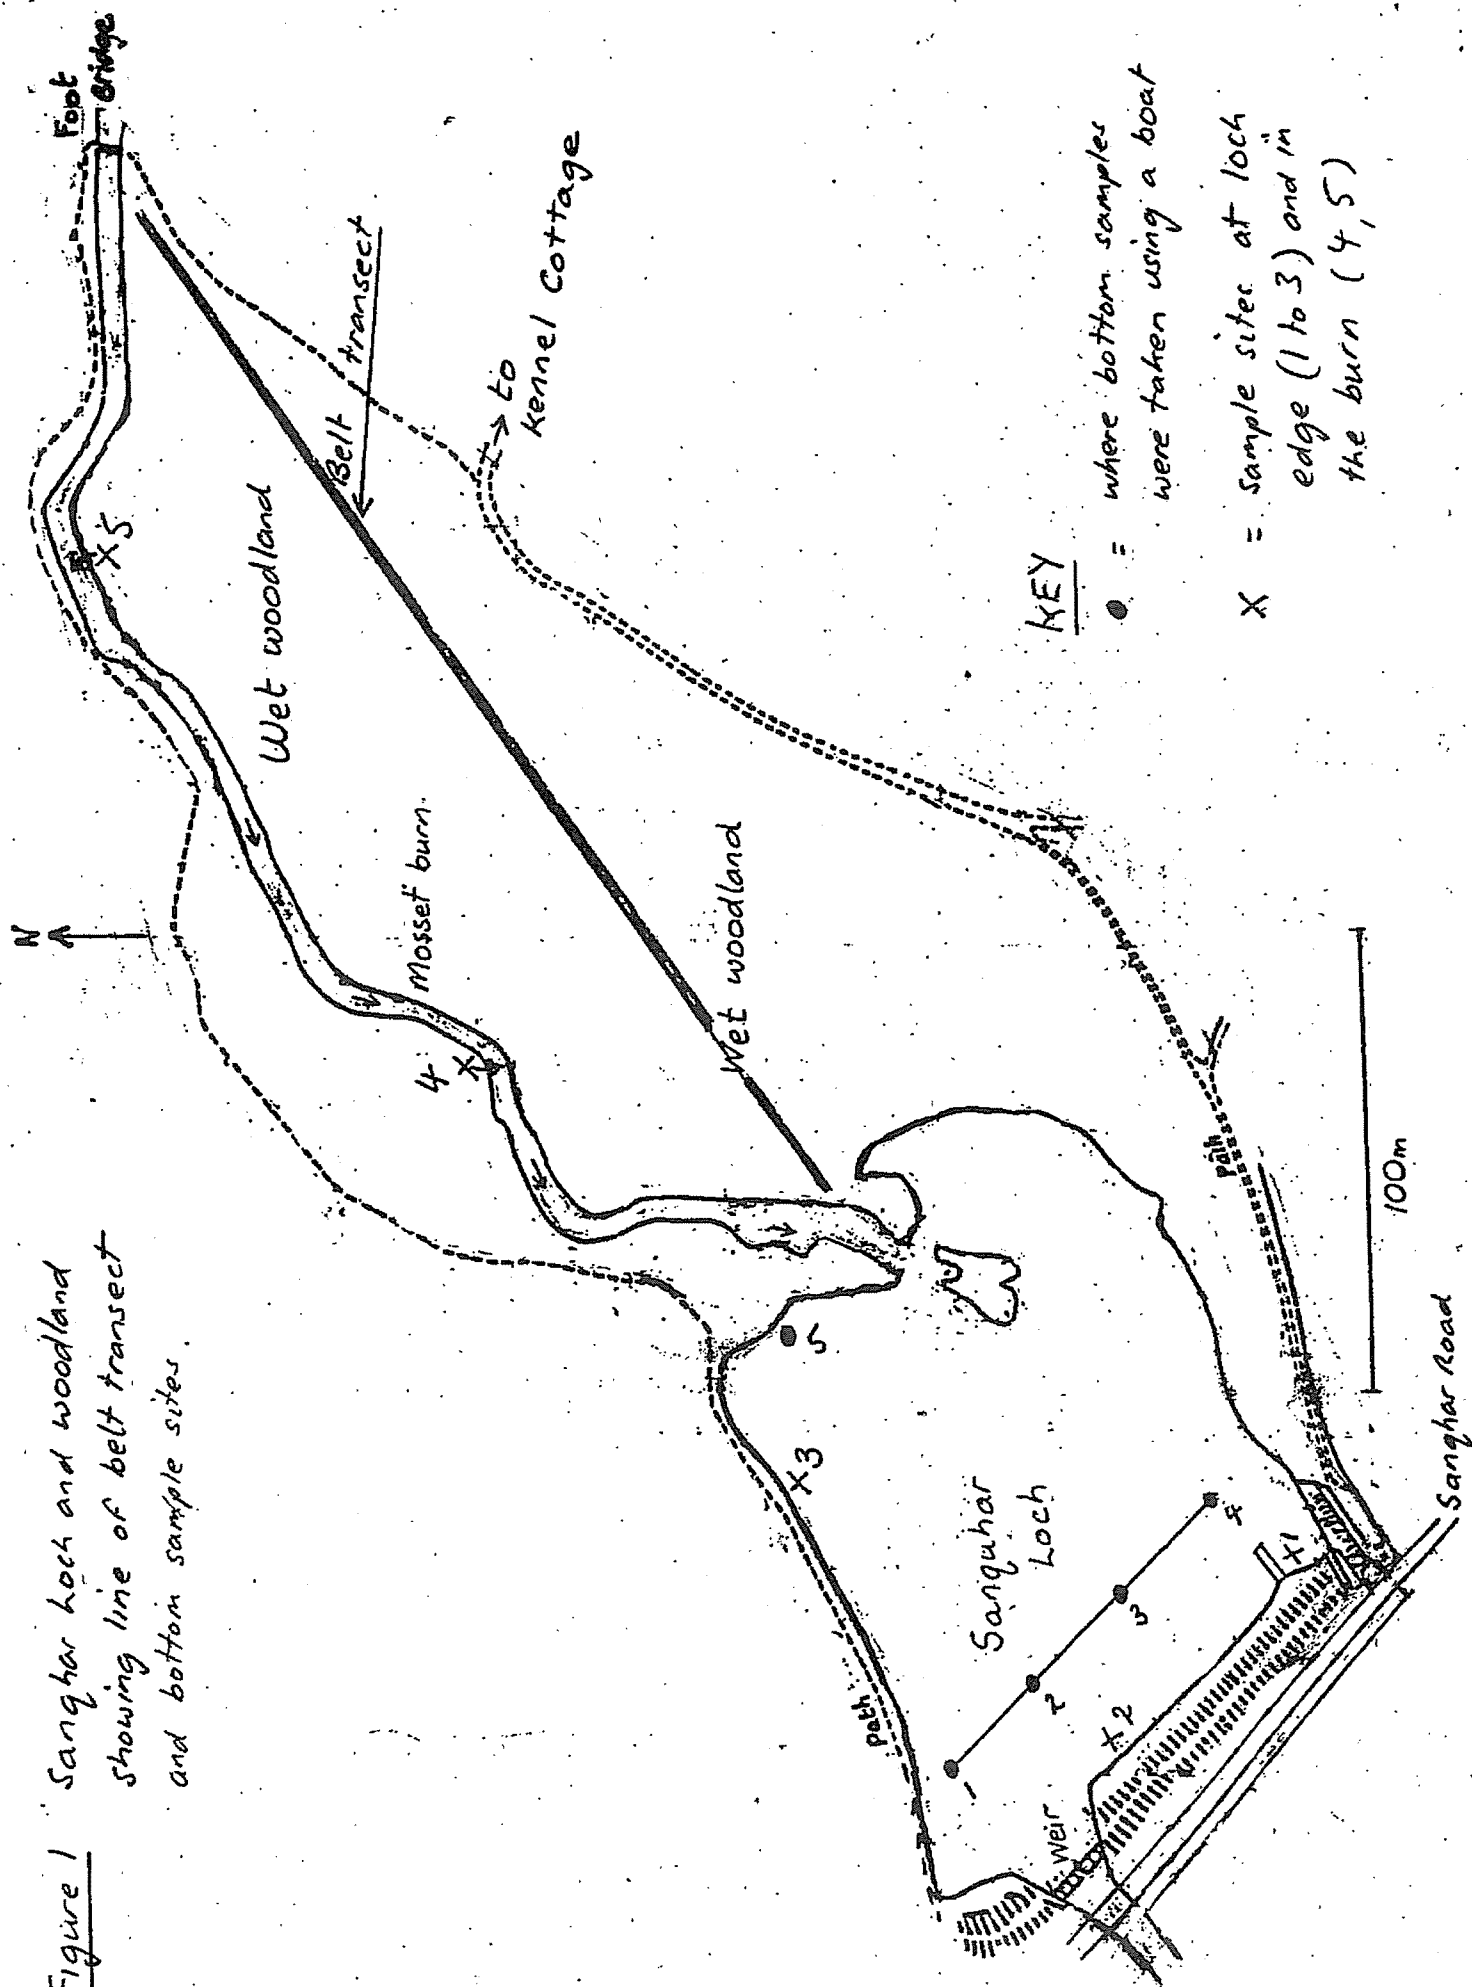 Figure 1
Sanqhar Loch and woodland
showing line of belt transect
and bottom sample sites.
N
Foot
Bridge
X5
Wet woodland
Belt transect
to
Kennel Cottage
Mosset burn.
4 X
Wet woodland
5
X3
path
Sanquhar
Loch
1
2
3
4
X1
X2
Weir
path
100m
Sanqhar Road
KEY
● = where bottom samples
were taken using a boat
X = sample sites at loch
edge (1 to 3) and in
the burn (4, 5)